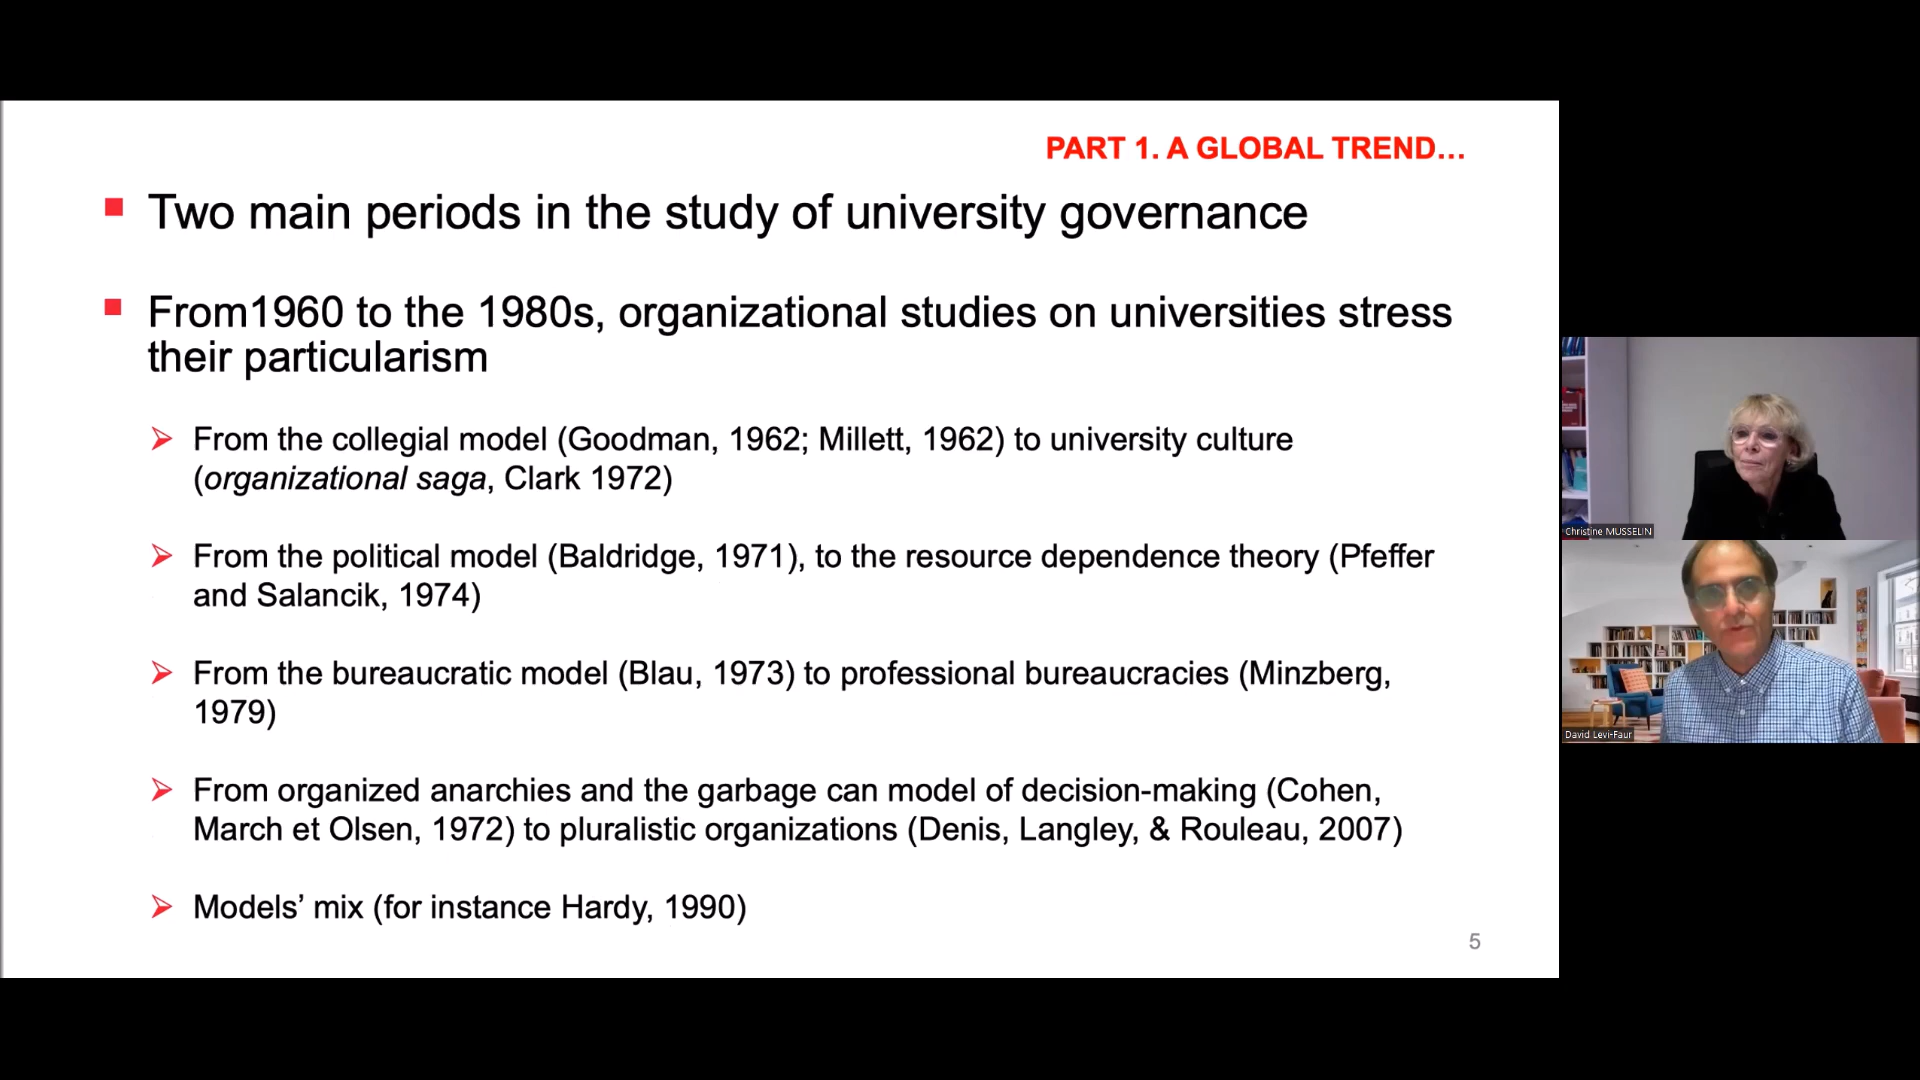 PART 1. A GLOBAL TREND...
Two main periods in the study of university governance
From1960 to the 1980s, organizational studies on universities stress
their particularism
From the collegial model (Goodman, 1962; Millett, 1962) to university culture
(organizational saga, Clark 1972)
From the political model (Baldridge, 1971), to the resource dependence theory (Pfeffer
and Salancik, 1974)
From the bureaucratic model (Blau, 1973) to professional bureaucracies (Minzberg,
1979)
From organized anarchies and the garbage can model of decision-making (Cohen,
March et Olsen, 1972) to pluralistic organizations (Denis, Langley, & Rouleau, 2007)
Models’ mix (for instance Hardy, 1990)
5
Christine MUSSELIN
David Levi-Faur